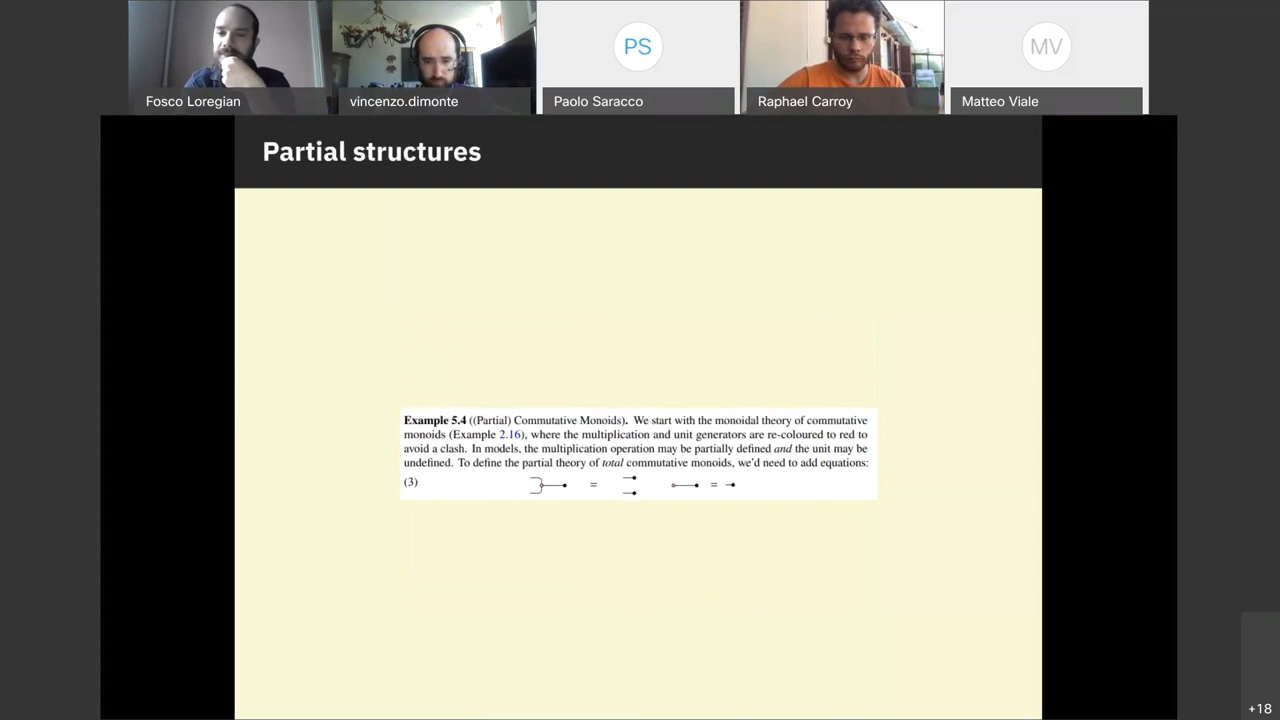 PS
MV
Fosco Loregian
vincenzo.dimonte
Paolo Saracco
Raphael Carroy
Matteo Viale
Partial structures
Example 5.4 ((Partial) Commutative Monoids). We start with the monoidal theory of commutative
monoids (Example 2.16), where the multiplication and unit generators are re-coloured to red to
avoid a clash. In models, the multiplication operation may be partially defined and the unit may be
undefined. To define the partial theory of total commutative monoids, we'd need to add equations:
(3) = =
+18